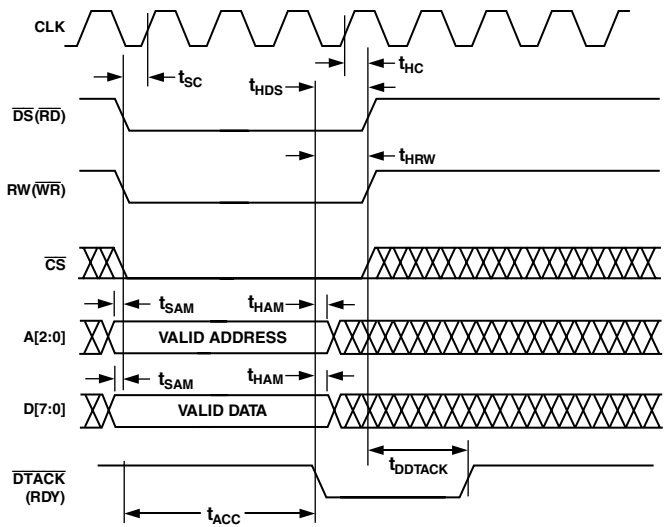 CLK
tSC
tHC
tHDS
DS(RD)
tHRW
RW(WR)
CS
tSAM
tHAM
A[2:0]
VALID ADDRESS
tSAM
tHAM
D[7:0]
VALID DATA
DTACK
(RDY)
tDDTACK
tACC